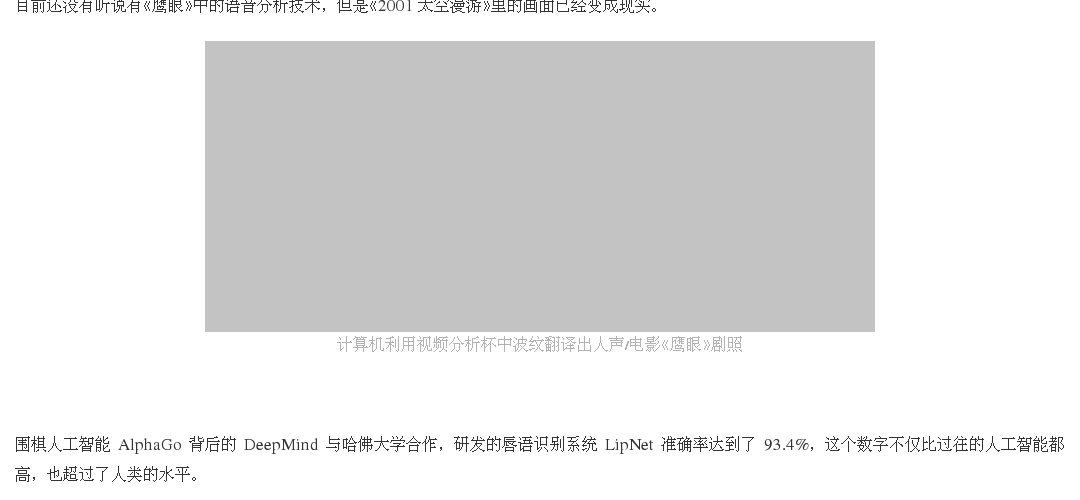 目前还没有听说有《鹰眼》中的语音分析技术，但是《2001 太空漫游》里的画面已经变成现实。
计算机利用视频分析杯中波纹翻译出人声/电影《鹰眼》剧照
围棋人工智能 AlphaGo 背后的 DeepMind 与哈佛大学合作，研发的唇语识别系统 LipNet 准确率达到了 93.4%，这个数字不仅比过往的人工智能都
高，也超过了人类的水平。